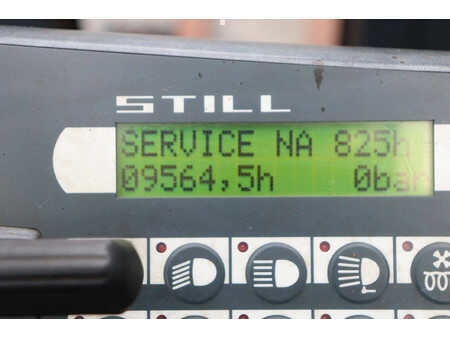 STILL
SERVICE NA 825h
09564,5h 0bar